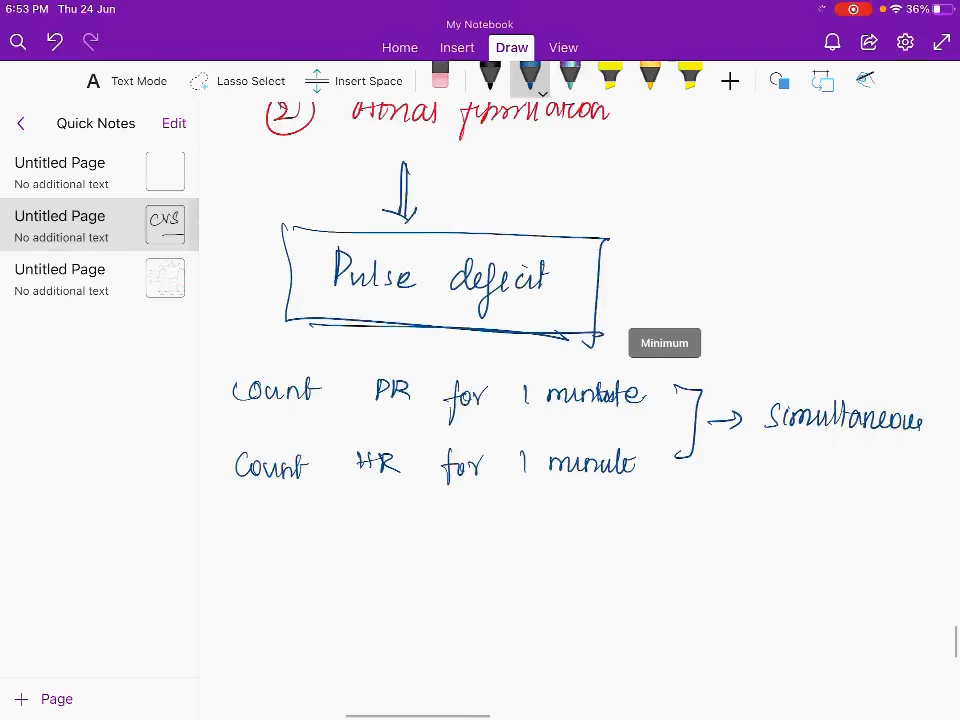 6:53 PM Thu 24 Jun
36%
My Notebook
Home Insert Draw View
Text Mode Lasso Select Insert Space
Quick Notes Edit
Untitled Page
No additional text
Untitled Page
No additional text
CNS
Untitled Page
No additional text
② Atrial fibrillation
Pulse deficit
Minimum
Count PR for 1 minute
→ simultaneous
Count HR for 1 minute
+ Page